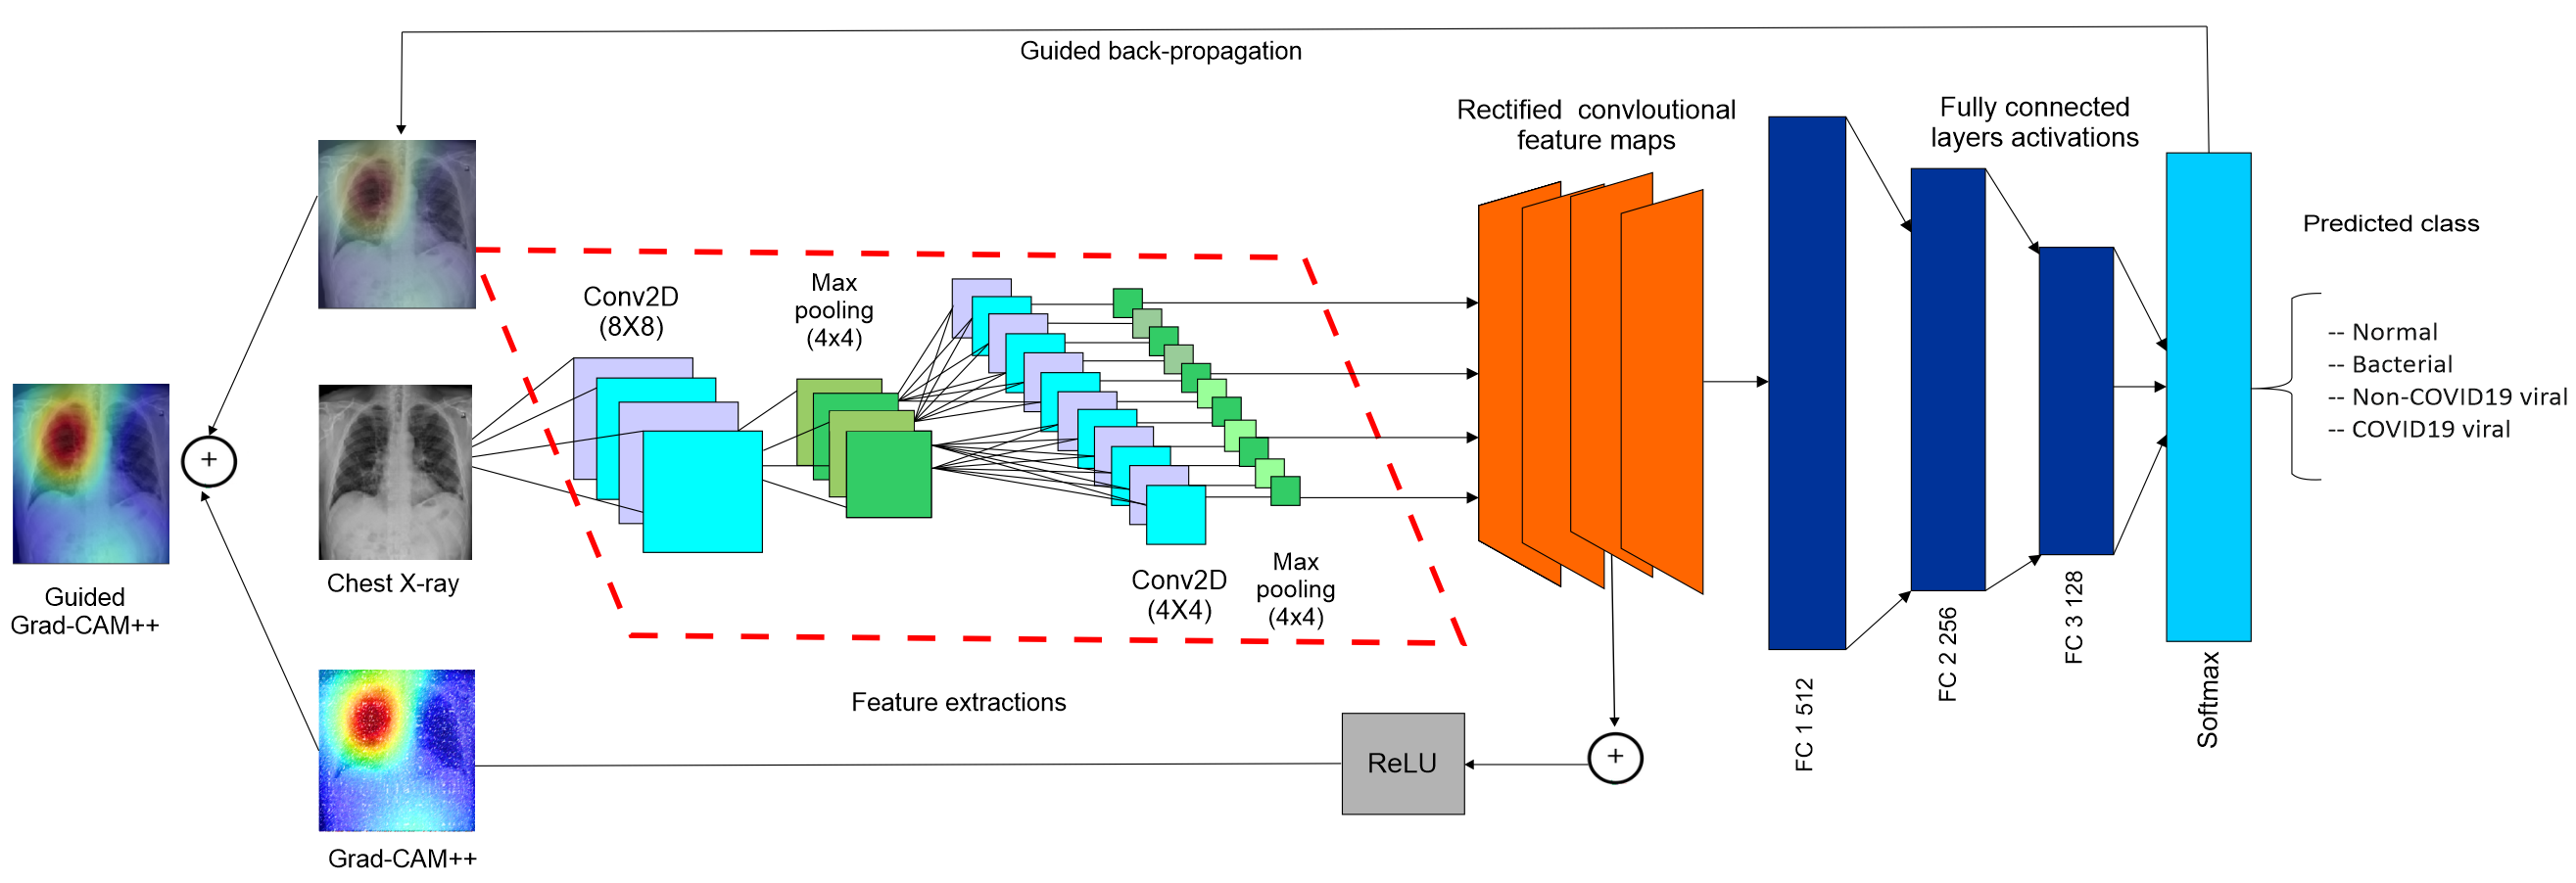 Guided back-propagation
Rectified convloutional
feature maps
Fully connected
layers activations
Predicted class
-- Normal
-- Bacterial
-- Non-COVID19 viral
-- COVID19 viral
Conv2D
(8X8)
Max
pooling
(4x4)
Conv2D
(4X4)
Max
pooling
(4x4)
+
Guided
Grad-CAM++
Chest X-ray
Feature extractions
ReLU
+
FC 1 512
FC 2 256
FC 3 128
Softmax
Grad-CAM++